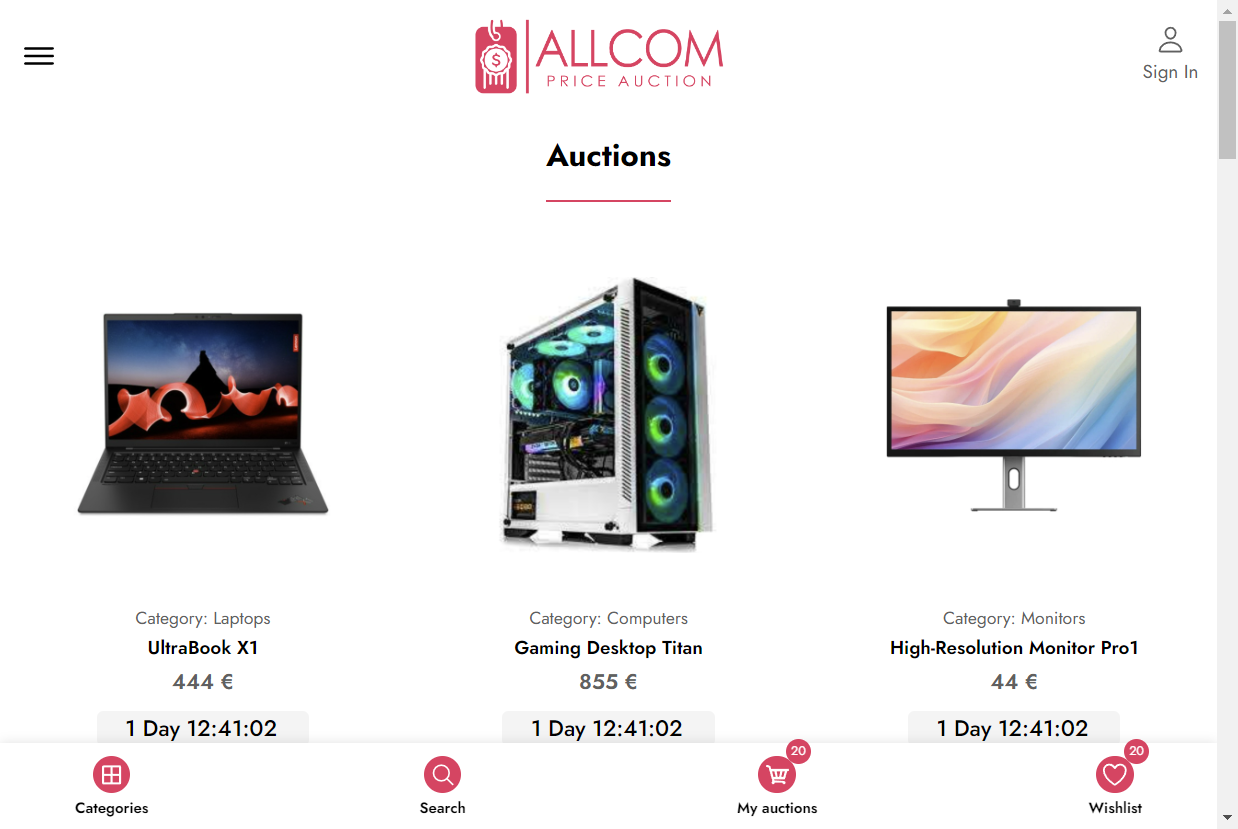 ALLCOM
PRICE AUCTION
Sign In
Auctions
Category: Laptops
UltraBook X1
444 €
1 Day 12:41:02
Category: Computers
Gaming Desktop Titan
855 €
1 Day 12:41:02
Category: Monitors
High-Resolution Monitor Pro1
44 €
1 Day 12:41:02
Categories
Search
20
My auctions
20
Wishlist